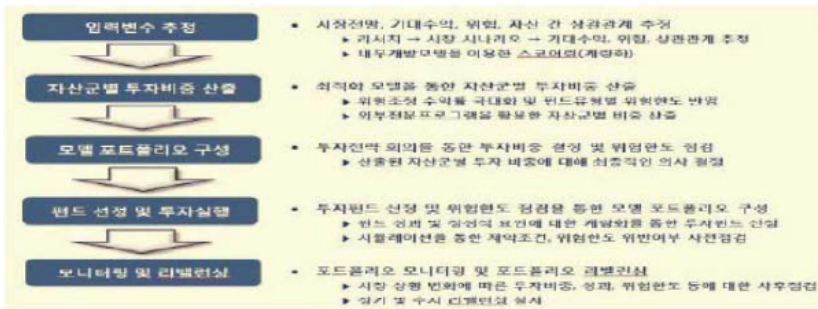 입력변수 추정
• 시장전망, 기대수익, 위험, 자산 간 상관관계 추정
▸ 리서치 → 시장 시나리오 → 기대수익, 위험, 상관관계 추정
▸ 내부개발모델을 이용한 스코어링(계량화)
자산군별 투자비중 산출
• 최적화 모델을 통한 자산군별 투자비중 산출
▸ 위험조정 수익률 극대화 및 펀드유형별 위험한도 반영
▸ 외부전문프로그램을 활용한 자산군별 비중 산출
모델 포트폴리오 구성
• 투자전략 회의를 통한 투자비중 결정 및 위험한도 점검
▸ 산출된 자산군별 투자 비중에 대해 최종적인 의사 결정
펀드 선정 및 투자실행
• 투자펀드 선정 및 위험한도 점검을 통한 모델 포트폴리오 구성
▸ 펀드 성과 및 정성적 요인에 대한 계량화를 통한 투자펀드 선정
▸ 시뮬레이션을 통한 제약조건, 위험한도 위반여부 사전점검
모니터링 및 리밸런싱
• 포트폴리오 모니터링 및 포트폴리오 리밸런싱
▸ 시장 상황 변화에 따른 투자비중, 성과, 위험한도 등에 대한 사후점검
▸ 정기 및 수시 리밸런싱 실시